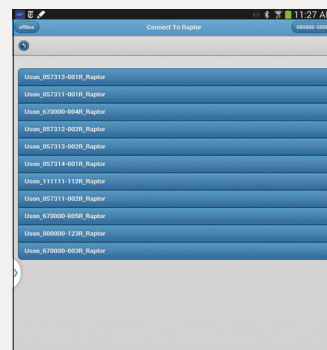 11:27 AM
offline
Connect To Raptor
Uson_057313-001R_Raptor
Uson_057311-001R_Raptor
Uson_670000-004R_Raptor
Uson_057312-002R_Raptor
Uson_057313-002R_Raptor
Uson_057314-001R_Raptor
Uson_111111-112R_Raptor
Uson_057311-002R_Raptor
Uson_670000-005R_Raptor
Uson_000000-123R_Raptor
Uson_670000-003R_Raptor